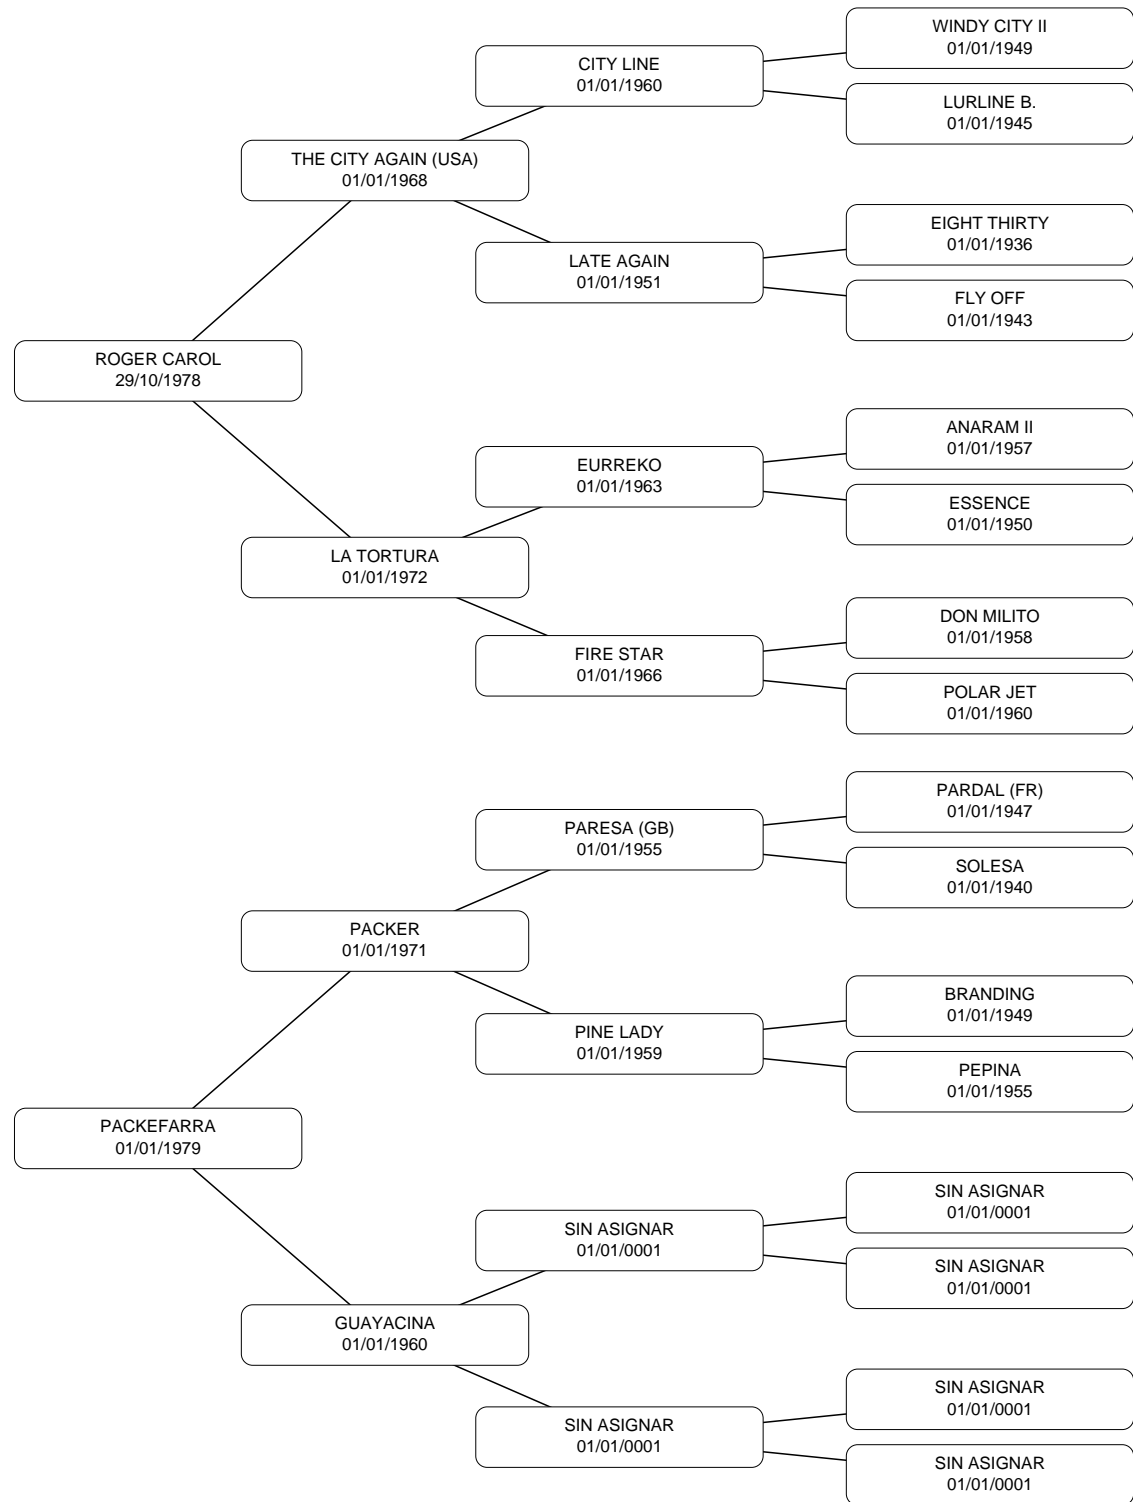 WINDY CITY II
01/01/1949
CITY LINE
01/01/1960
LURLINE B.
01/01/1945
THE CITY AGAIN (USA)
01/01/1968
EIGHT THIRTY
01/01/1936
LATE AGAIN
01/01/1951
FLY OFF
01/01/1943
ROGER CAROL
29/10/1978
ANARAM II
01/01/1957
EURREKO
01/01/1963
ESSENCE
01/01/1950
LA TORTURA
01/01/1972
DON MILITO
01/01/1958
FIRE STAR
01/01/1966
POLAR JET
01/01/1960
PARDAL (FR)
01/01/1947
PARESA (GB)
01/01/1955
SOLESA
01/01/1940
PACKER
01/01/1971
BRANDING
01/01/1949
PINE LADY
01/01/1959
PEPINA
01/01/1955
PACKEFARRA
01/01/1979
SIN ASIGNAR
01/01/0001
SIN ASIGNAR
01/01/0001
SIN ASIGNAR
01/01/0001
GUAYACINA
01/01/1960
SIN ASIGNAR
01/01/0001
SIN ASIGNAR
01/01/0001
SIN ASIGNAR
01/01/0001